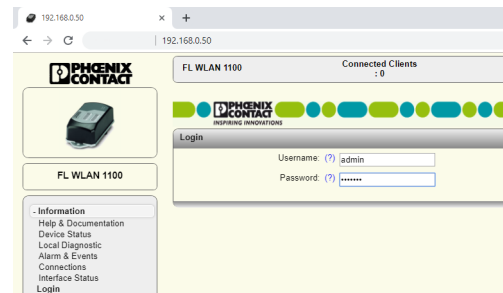 192.168.0.50
192.168.0.50
PHŒNIX
CONTACT
FL WLAN 1100
Connected Clients
: 0
PHŒNIX
CONTACT
INSPIRING INNOVATIONS
Login
Username: (?) admin
Password: (?) •••••••
FL WLAN 1100
- Information
Help & Documentation
Device Status
Local Diagnostic
Alarm & Events
Connections
Interface Status
Login